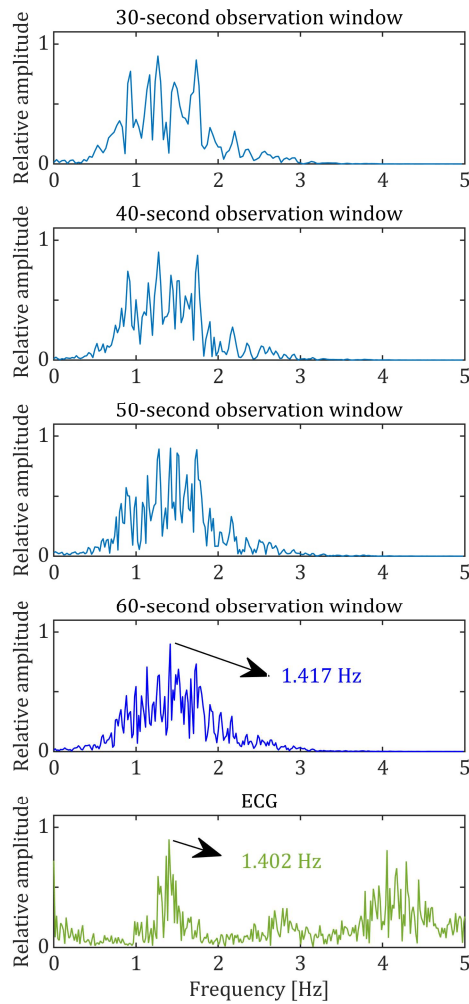 30-second observation window
Relative amplitude
1
0
0 1 2 3 4 5
40-second observation window
Relative amplitude
1
0
0 1 2 3 4 5
50-second observation window
Relative amplitude
1
0
0 1 2 3 4 5
60-second observation window
Relative amplitude
1
1.417 Hz
0
0 1 2 3 4 5
ECG
Relative amplitude
1
1.402 Hz
0
0 1 2 3 4 5
Frequency [Hz]